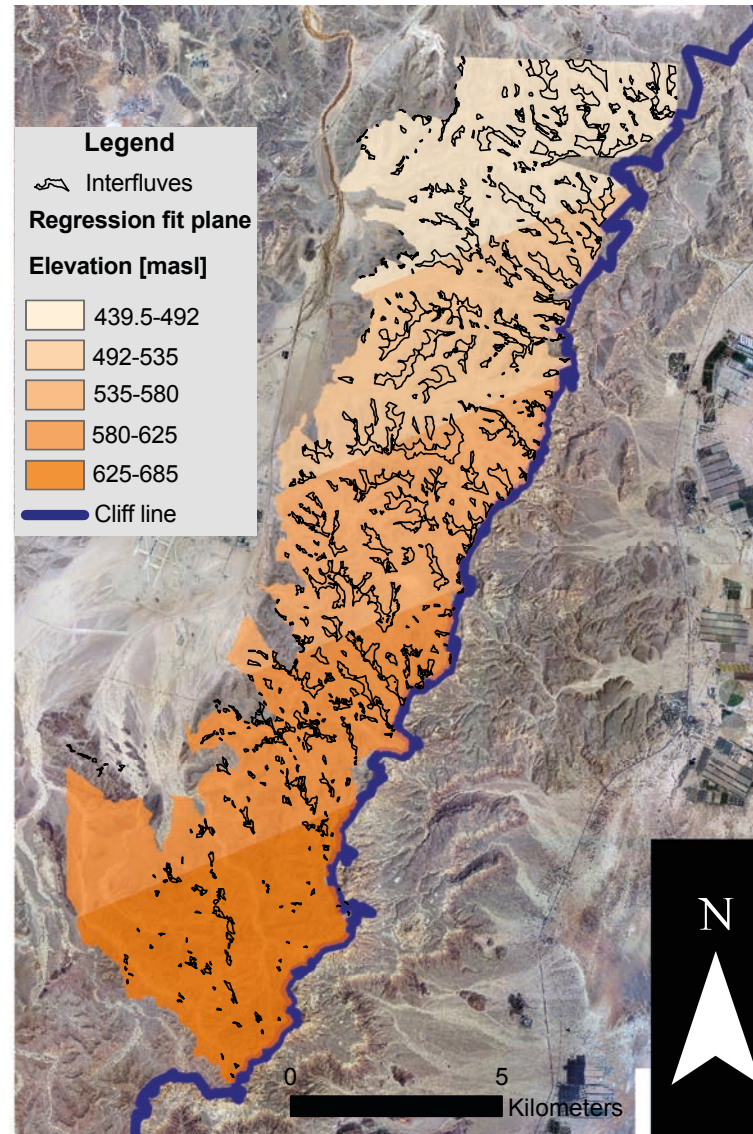 Legend
Interfluves
Regression fit plane
Elevation [masl]
439.5-492
492-535
535-580
580-625
625-685
Cliff line
N
0 5
Kilometers